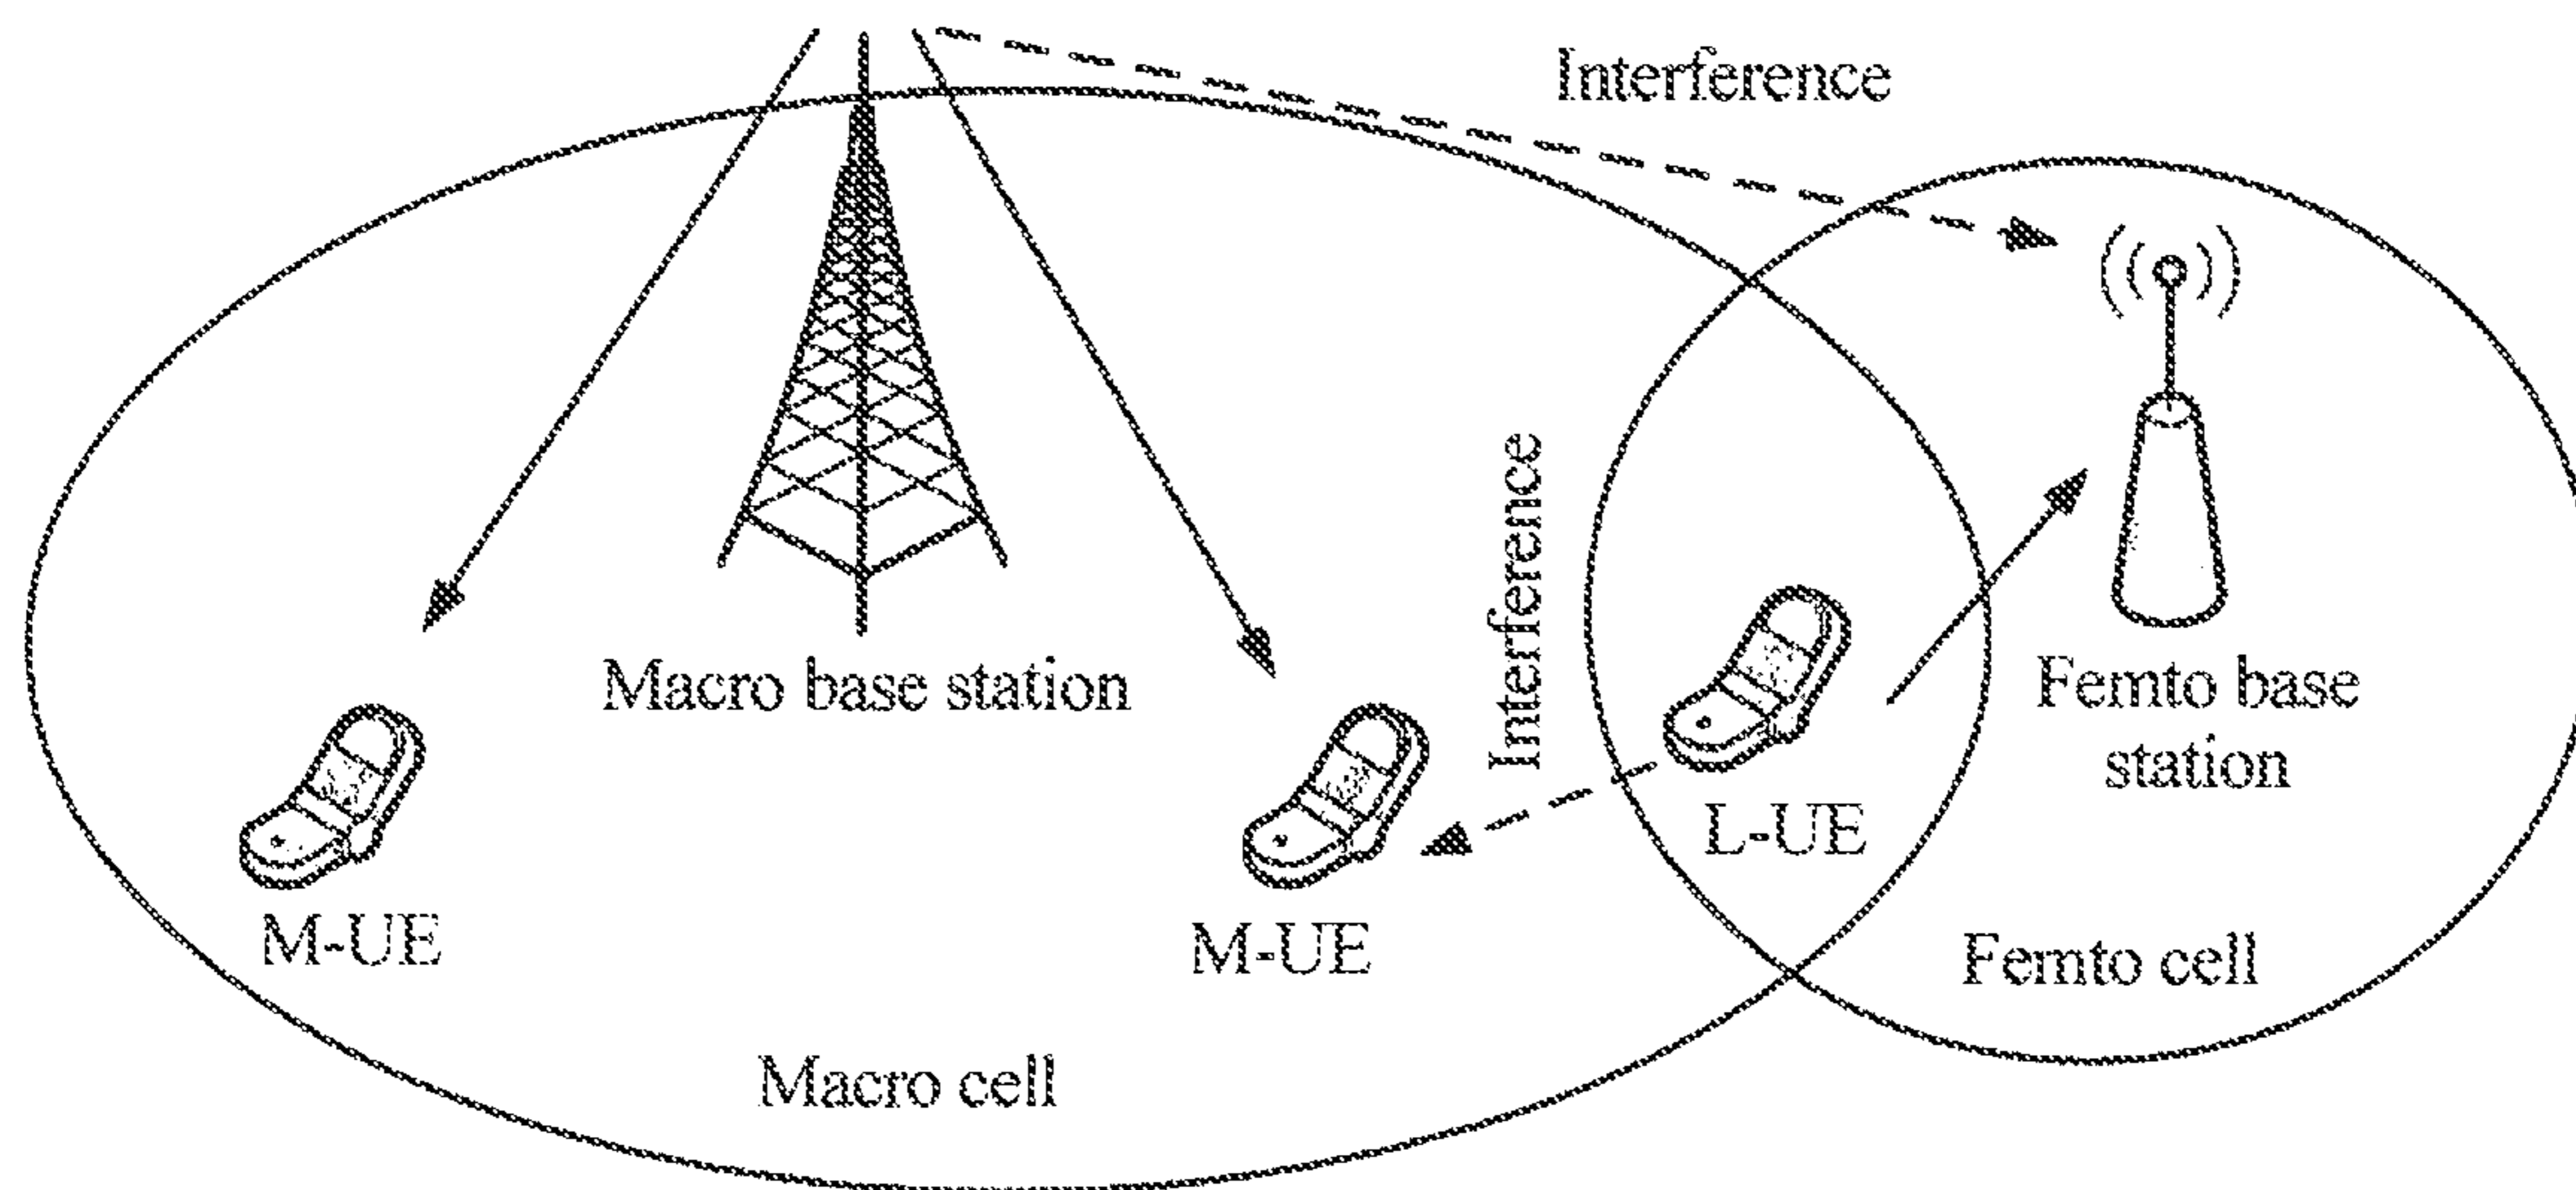 Interference
Interference
Macro base station
Femto base
station
L-UE
M-UE
M-UE
Femto cell
Macro cell